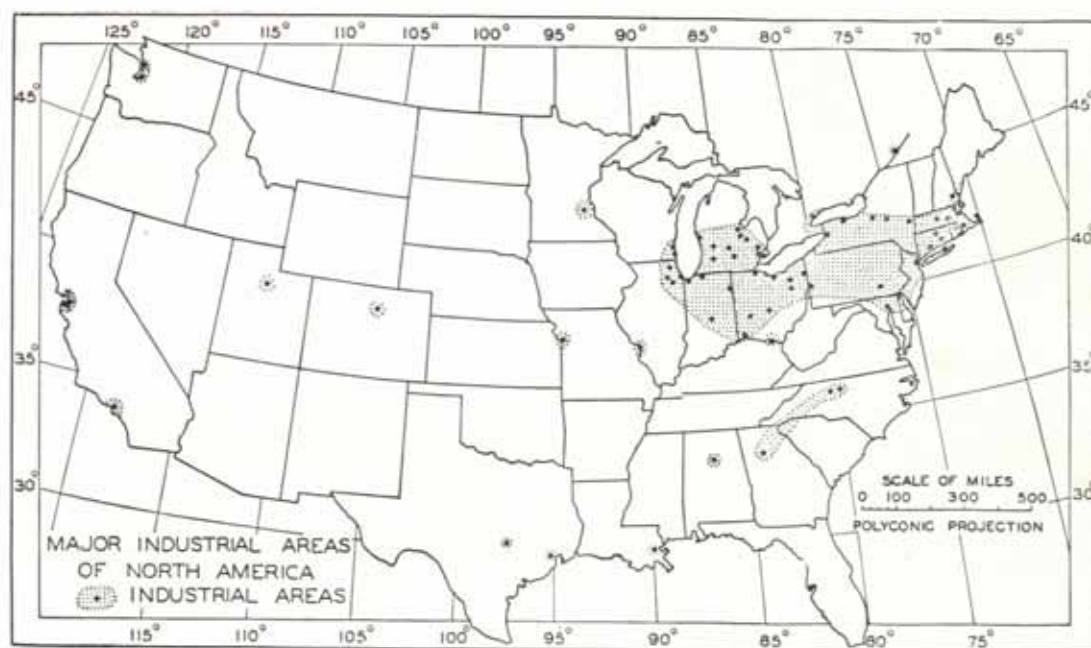 125° 120° 115° 110° 105° 100° 95° 90° 85° 80° 75° 70° 65°
45° 45°
40° 40°
35° 35°
30° 30°
SCALE OF MILES
0 100 300 500
POLYCONIC PROJECTION
MAJOR INDUSTRIAL AREAS
OF NORTH AMERICA
INDUSTRIAL AREAS
115° 110° 105° 100° 95° 90° 85° 80° 75°